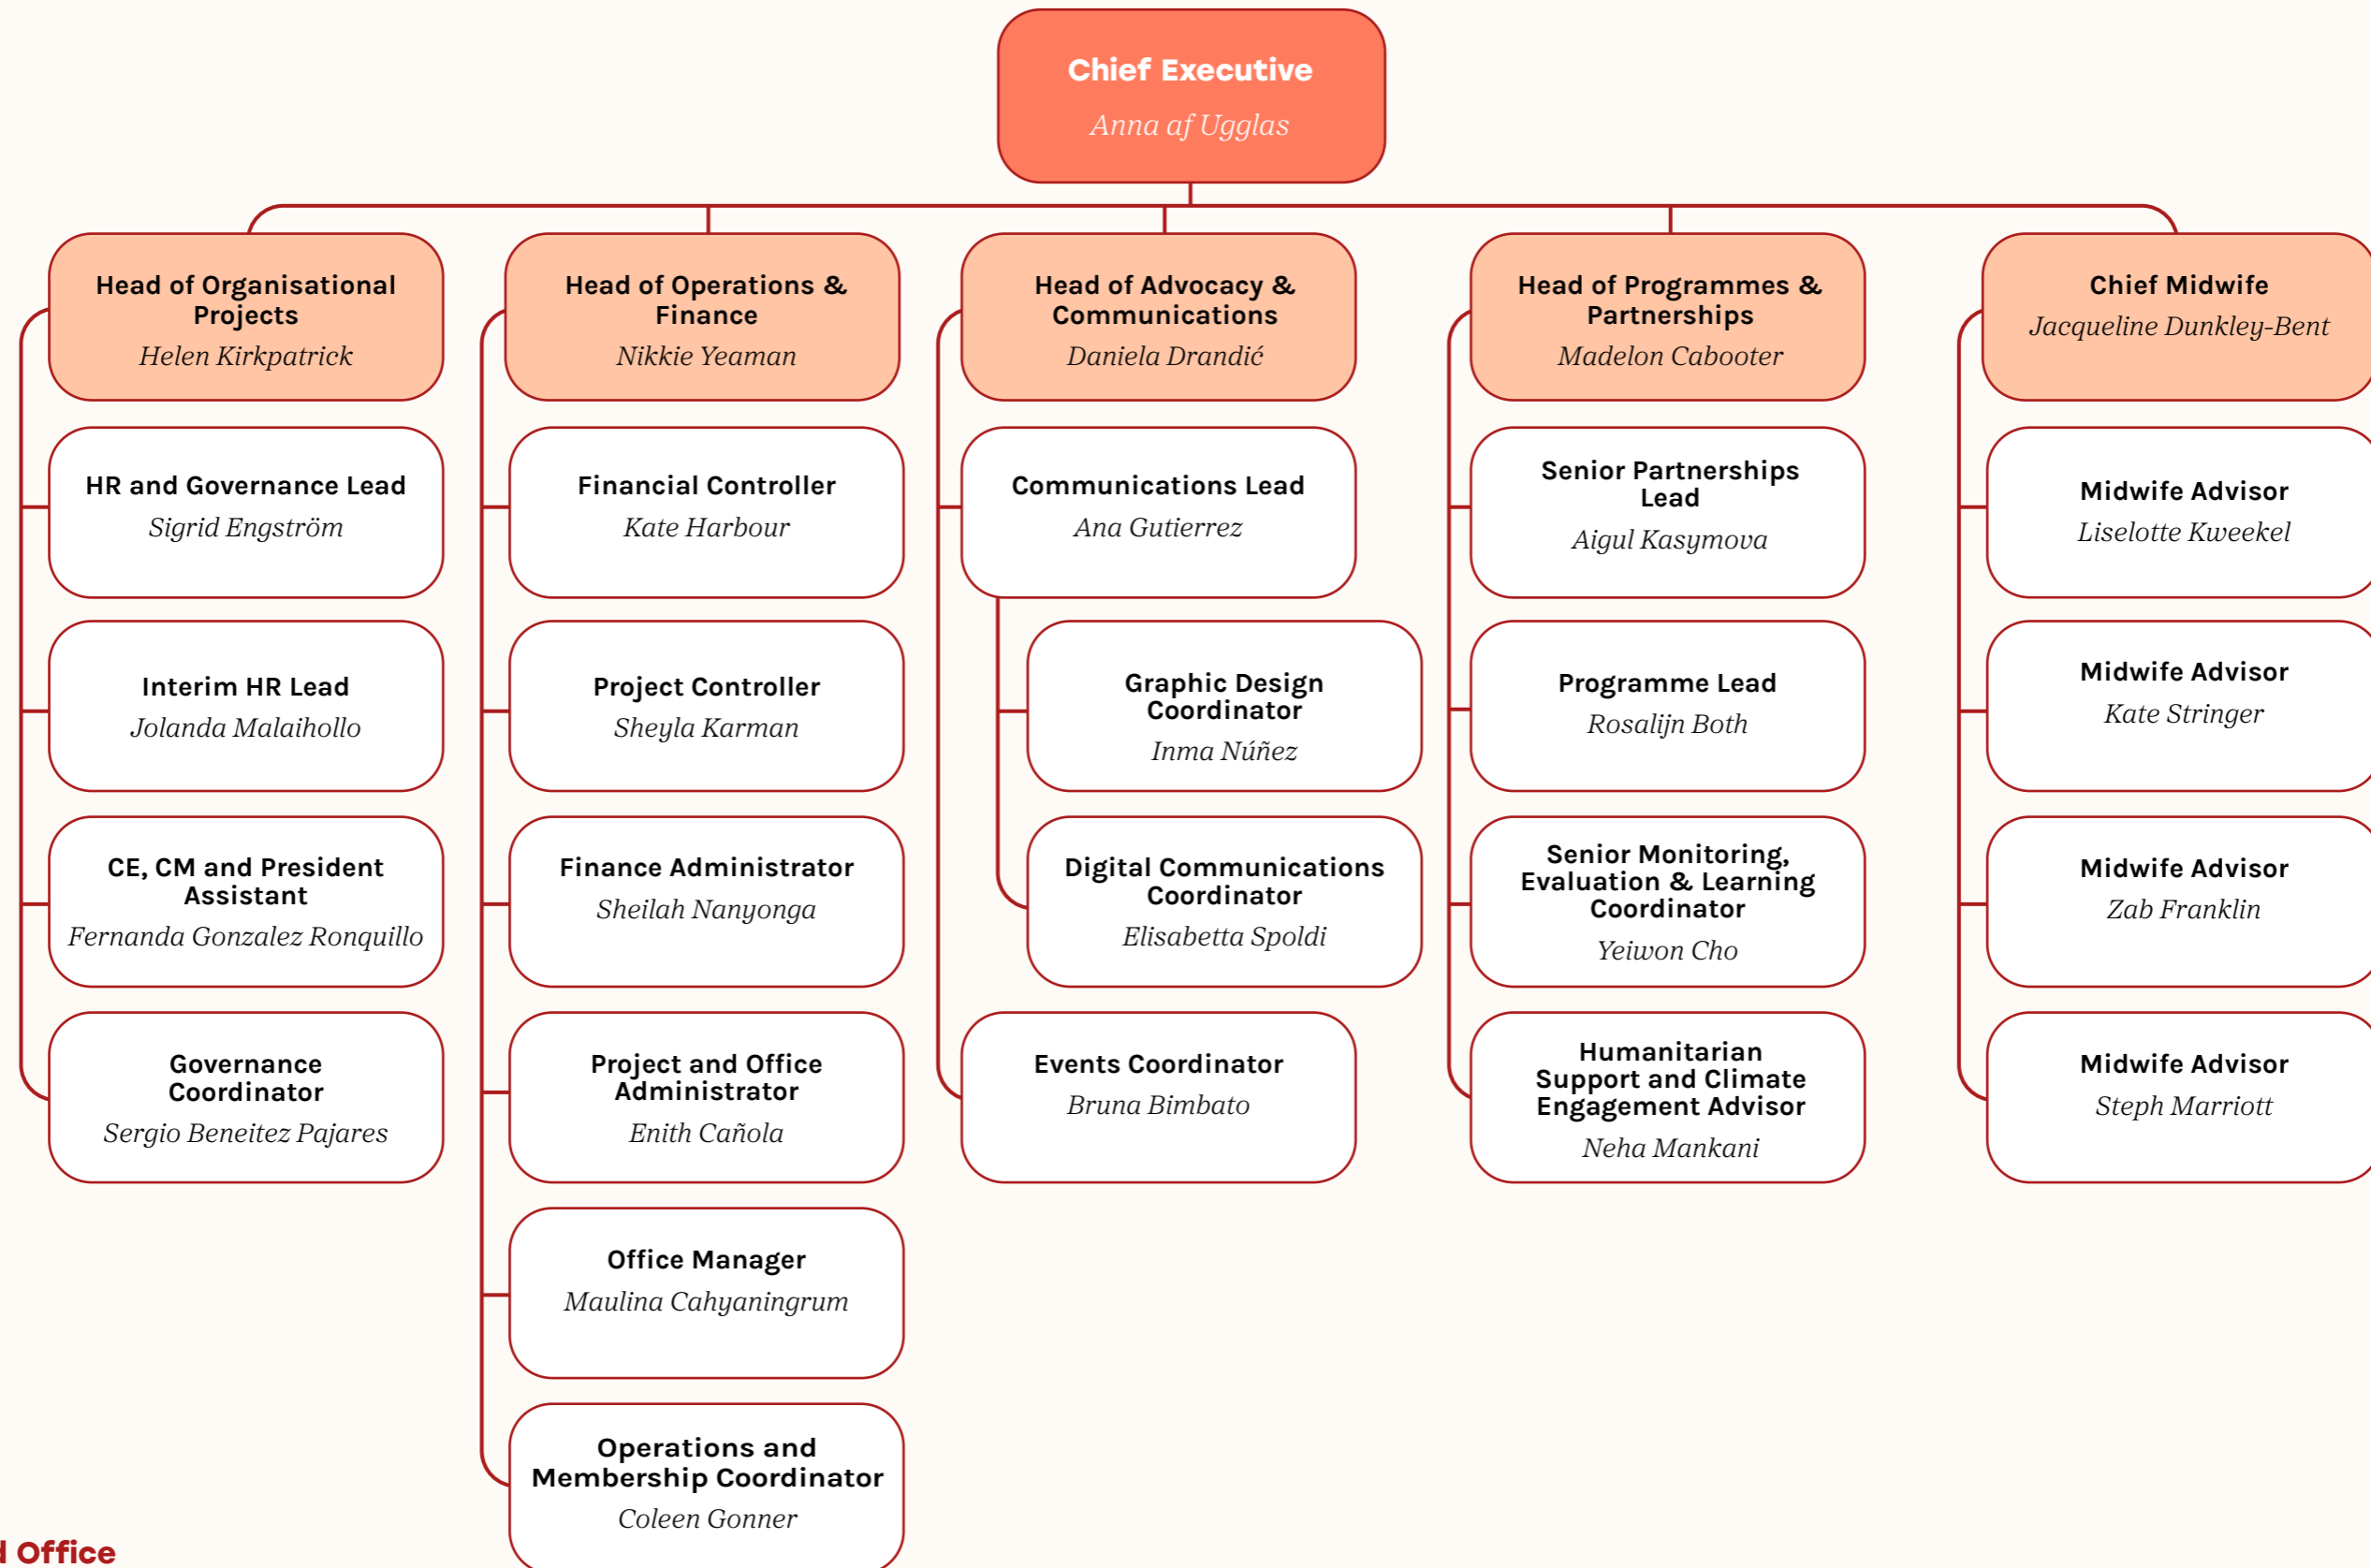 Chief Executive
Anna af Ugglas
Head of Organisational
Projects
Helen Kirkpatrick
HR and Governance Lead
Sigrid Engström
Interim HR Lead
Jolanda Malaihollo
CE, CM and President
Assistant
Fernanda Gonzalez Ronquillo
Governance
Coordinator
Sergio Beneitez Pajares
Head of Operations &
Finance
Nikkie Yeaman
Financial Controller
Kate Harbour
Project Controller
Sheyla Karman
Finance Administrator
Sheilah Nanyonga
Project and Office
Administrator
Enith Cañola
Office Manager
Maulina Cahyaningrum
Operations and
Membership Coordinator
Coleen Gonner
Head of Advocacy &
Communications
Daniela Drandić
Communications Lead
Ana Gutierrez
Graphic Design
Coordinator
Inma Núñez
Digital Communications
Coordinator
Elisabetta Spoldi
Events Coordinator
Bruna Bimbato
Head of Programmes &
Partnerships
Madelon Cabooter
Senior Partnerships
Lead
Aigul Kasymova
Programme Lead
Rosalijn Both
Senior Monitoring,
Evaluation & Learning
Coordinator
Yeiwon Cho
Humanitarian
Support and Climate
Engagement Advisor
Neha Mankani
Chief Midwife
Jacqueline Dunkley-Bent
Midwife Advisor
Liselotte Kweekel
Midwife Advisor
Kate Stringer
Midwife Advisor
Zab Franklin
Midwife Advisor
Steph Marriott
Office